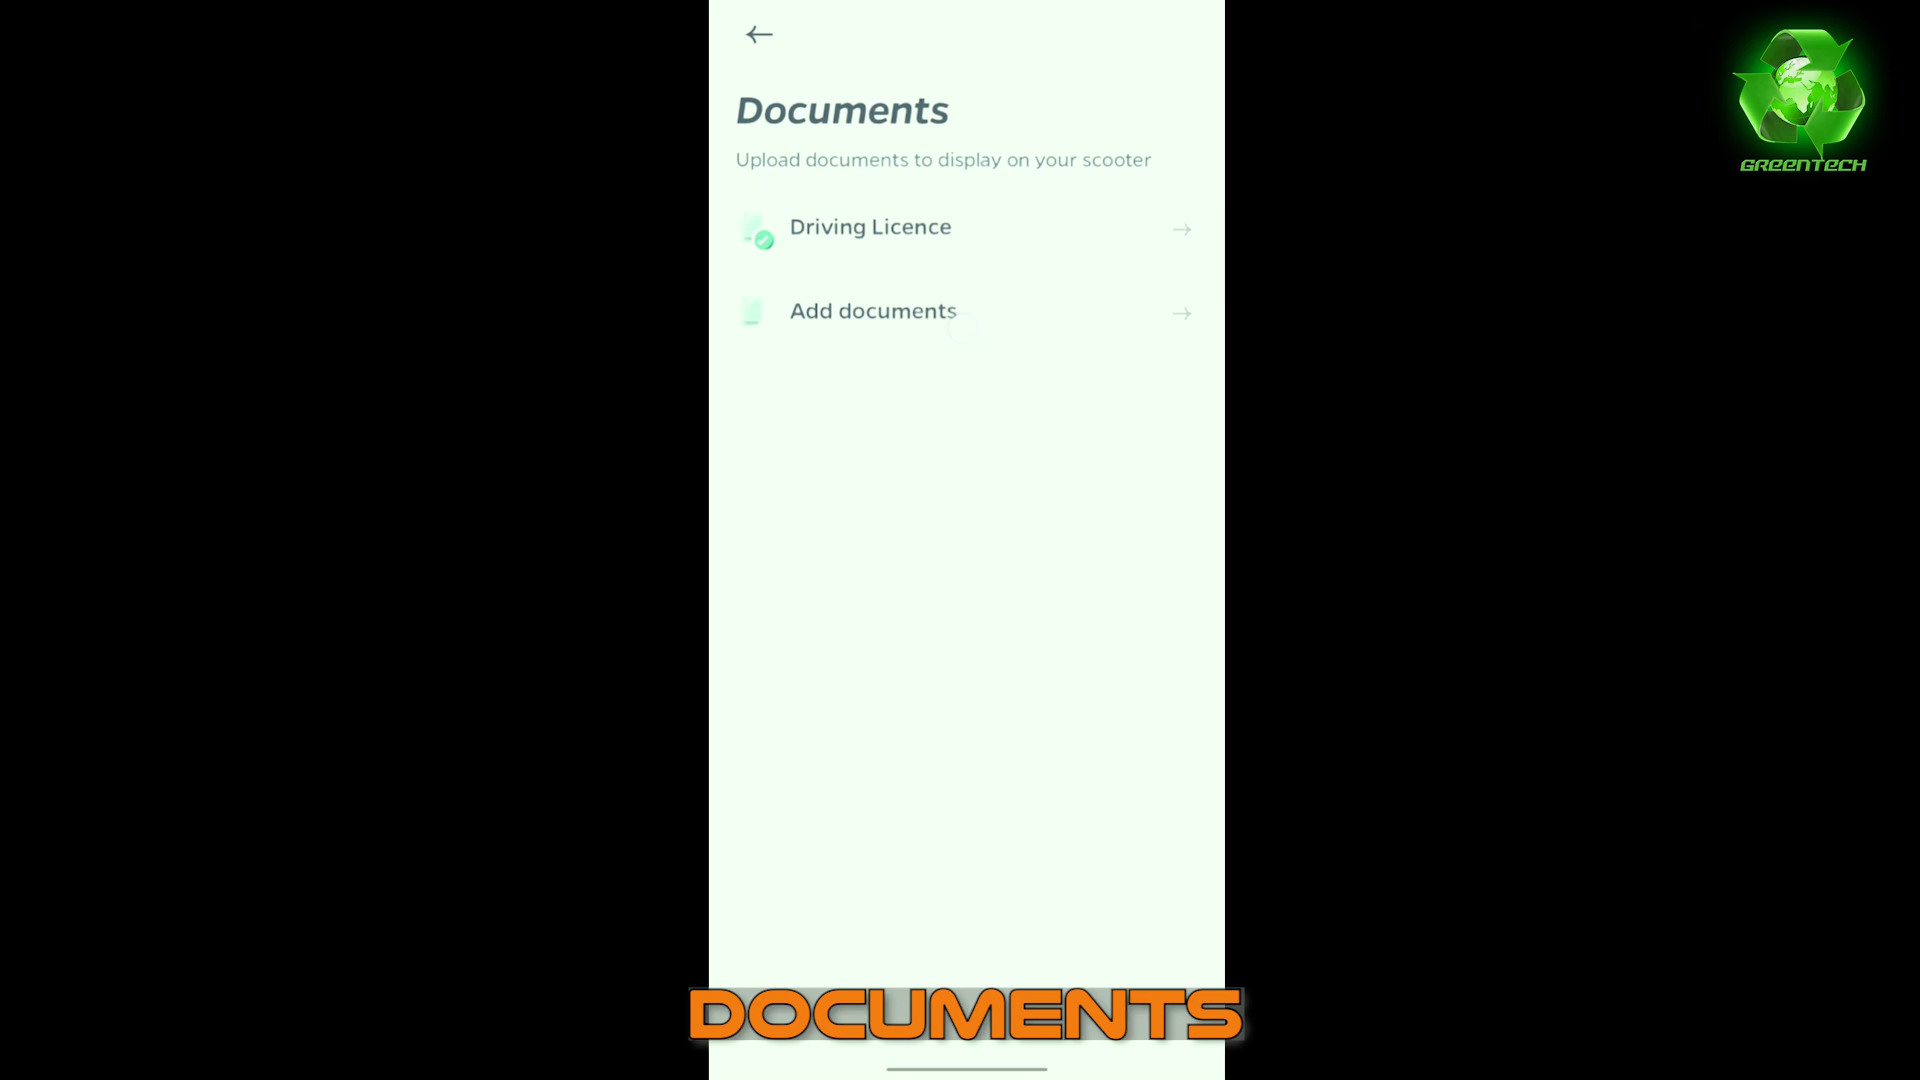 Documents
Upload documents to display on your scooter
Driving Licence
Add documents
DOCUMENTS
GREENTECH